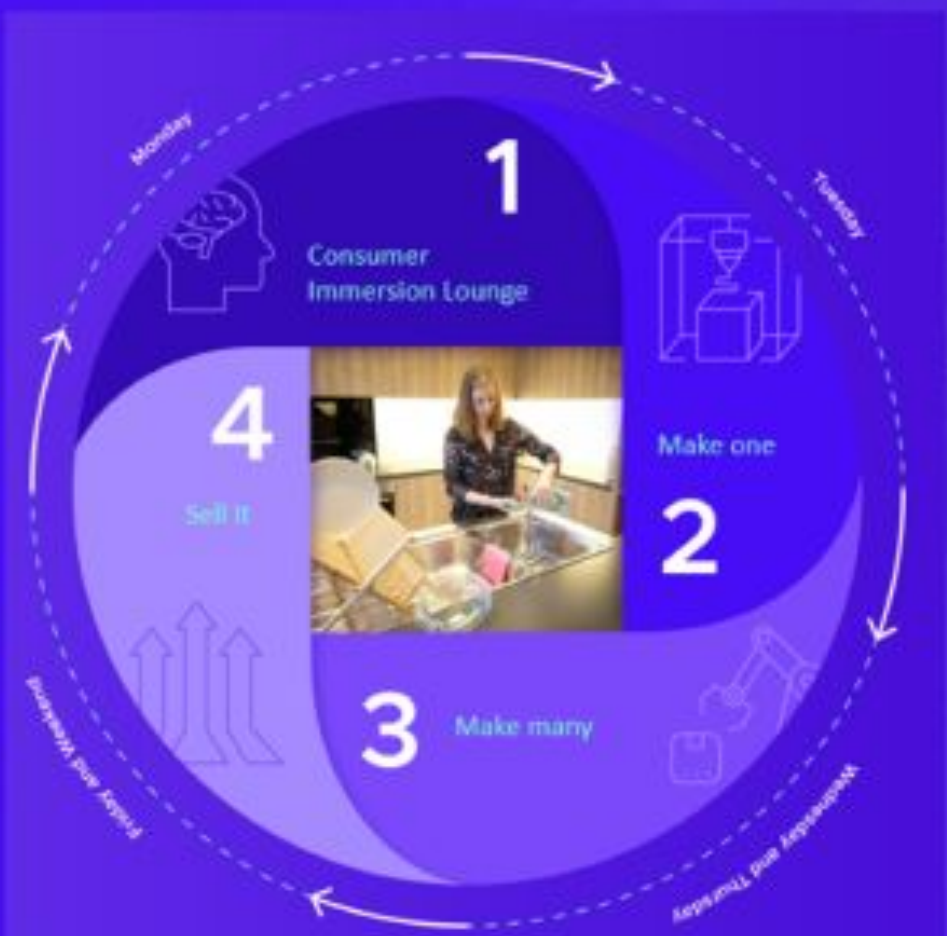 Monday
1
Consumer
Immersion Lounge
Tuesday
Make one
2
Wednesday and Thursday
3
Make many
Friday and Weekend
4
Sell it